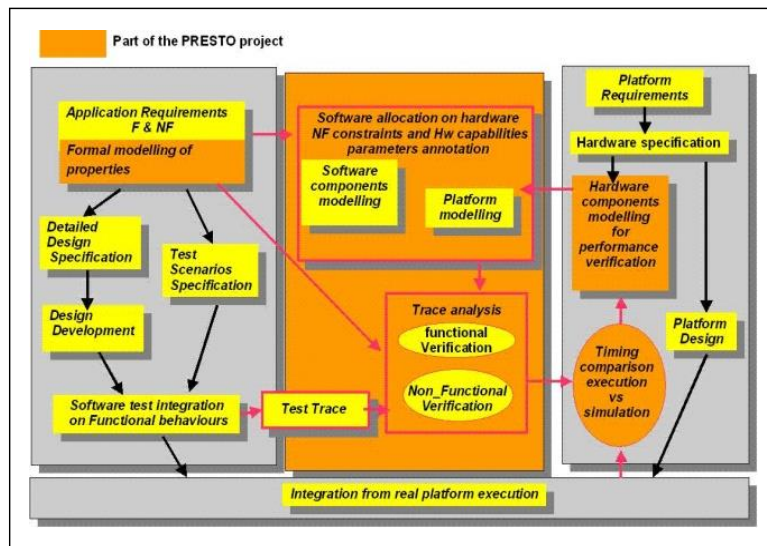 Part of the PRESTO project
Application Requirements
F & NF
Formal modelling of
properties
Detailed
Design
Specification
Test
Scenarios
Specification
Design
Development
Software test integration
on Functional behaviours
Software allocation on hardware
NF constraints and Hw capabilities
parameters annotation
Software
components
modelling
Platform
modelling
Trace analysis
functional
Verification
Non_Functional
Verification
Test Trace
Platform
Requirements
Hardware specification
Hardware
components
modelling
for
performance
verification
Platform
Design
Timing
comparison
execution
vs
simulation
Integration from real platform execution